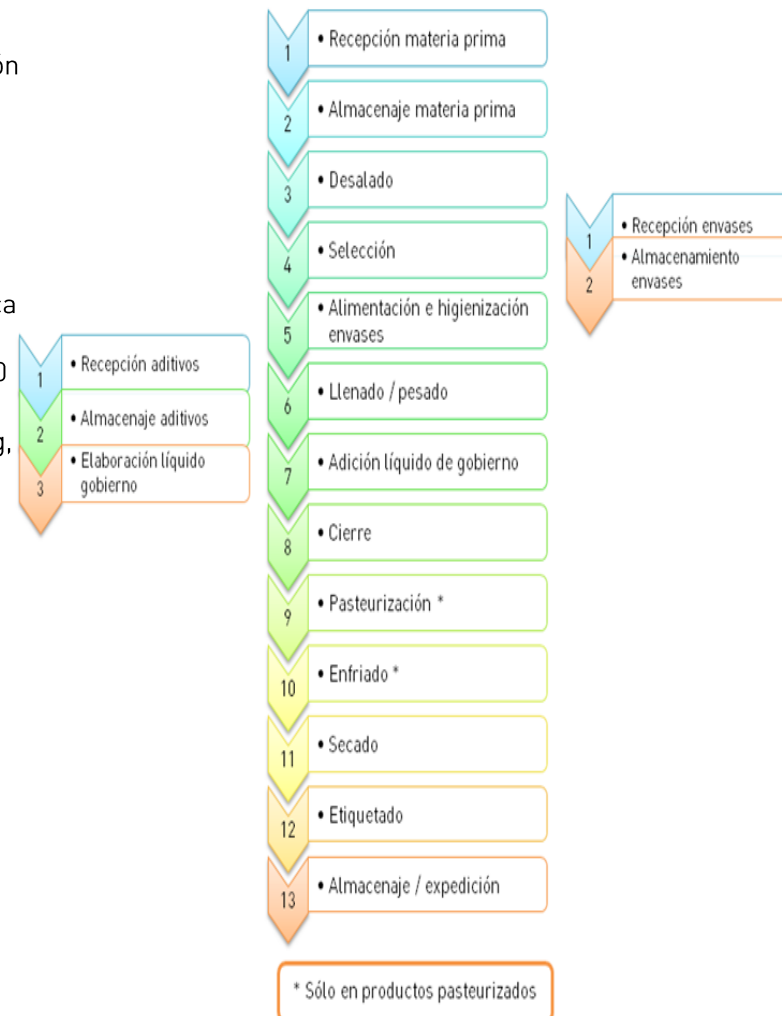 ón
ca
0
g,
1
• Recepción aditivos
2
• Almacenaje aditivos
3
• Elaboración líquido
gobierno
1
• Recepción materia prima
2
• Almacenaje materia prima
3
• Desalado
4
• Selección
5
• Alimentación e higienización
envases
6
• Llenado / pesado
7
• Adición líquido de gobierno
8
• Cierre
9
• Pasteurización *
10
• Enfriado *
11
• Secado
12
• Etiquetado
13
• Almacenaje / expedición
* Sólo en productos pasteurizados
1
• Recepción envases
2
• Almacenamiento
envases